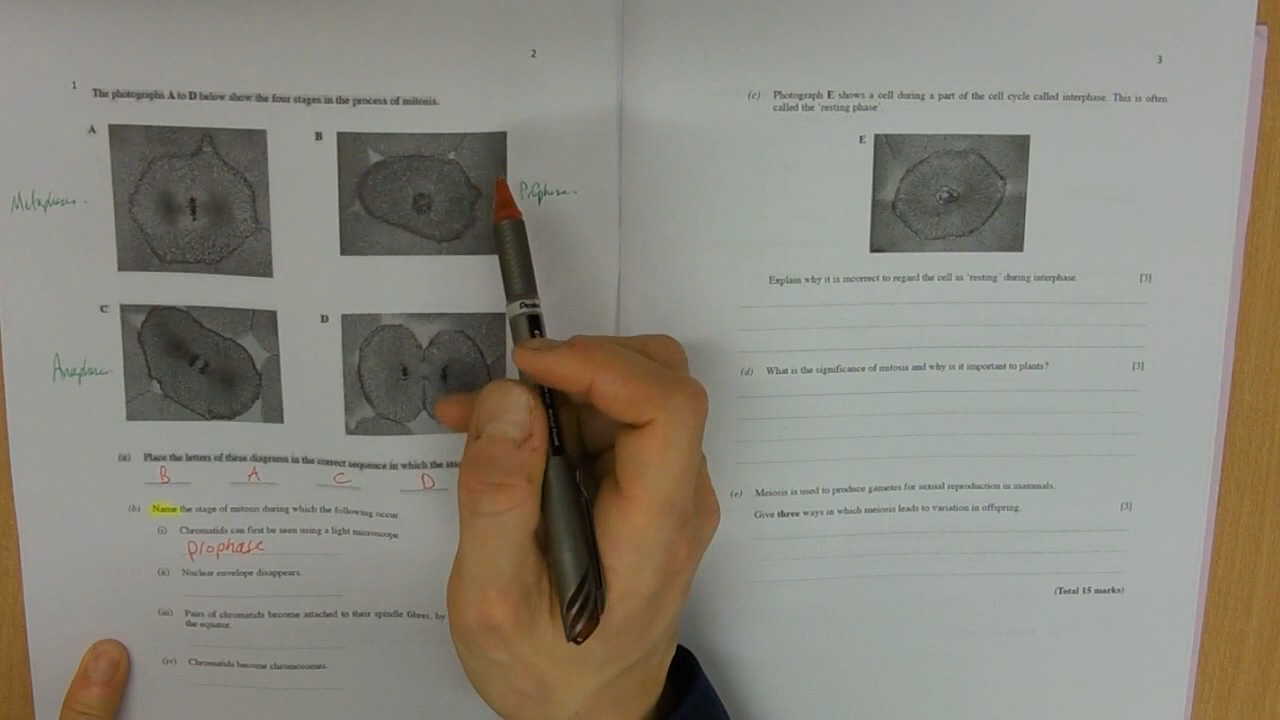 2
1 The photographs A to D below show the four stages in the process of mitosis.
A
B
Metaphase.
Prophase.
C
D
Anaphase.
(a) Place the letters of these diagrams in the correct sequence in which the
B A C D
(b) Name the stage of mitosis during which the following occur.
(i) Chromatids can first be seen using a light microscope.
prophase
(ii) Nuclear envelope disappears.
(iii) Pairs of chromatids become attached to their spindle fibres, by
the equator.
(iv) Chromatids become chromosomes.
Pentel
3
(c) Photograph E shows a cell during a part of the cell cycle called interphase. This is often
called the 'resting phase'.
E
Explain why it is incorrect to regard the cell as 'resting' during interphase. [3]
(d) What is the significance of mitosis and why is it important to plants? [3]
(e) Meiosis is used to produce gametes for sexual reproduction in mammals.
Give three ways in which meiosis leads to variation in offspring. [3]
(Total 15 marks)